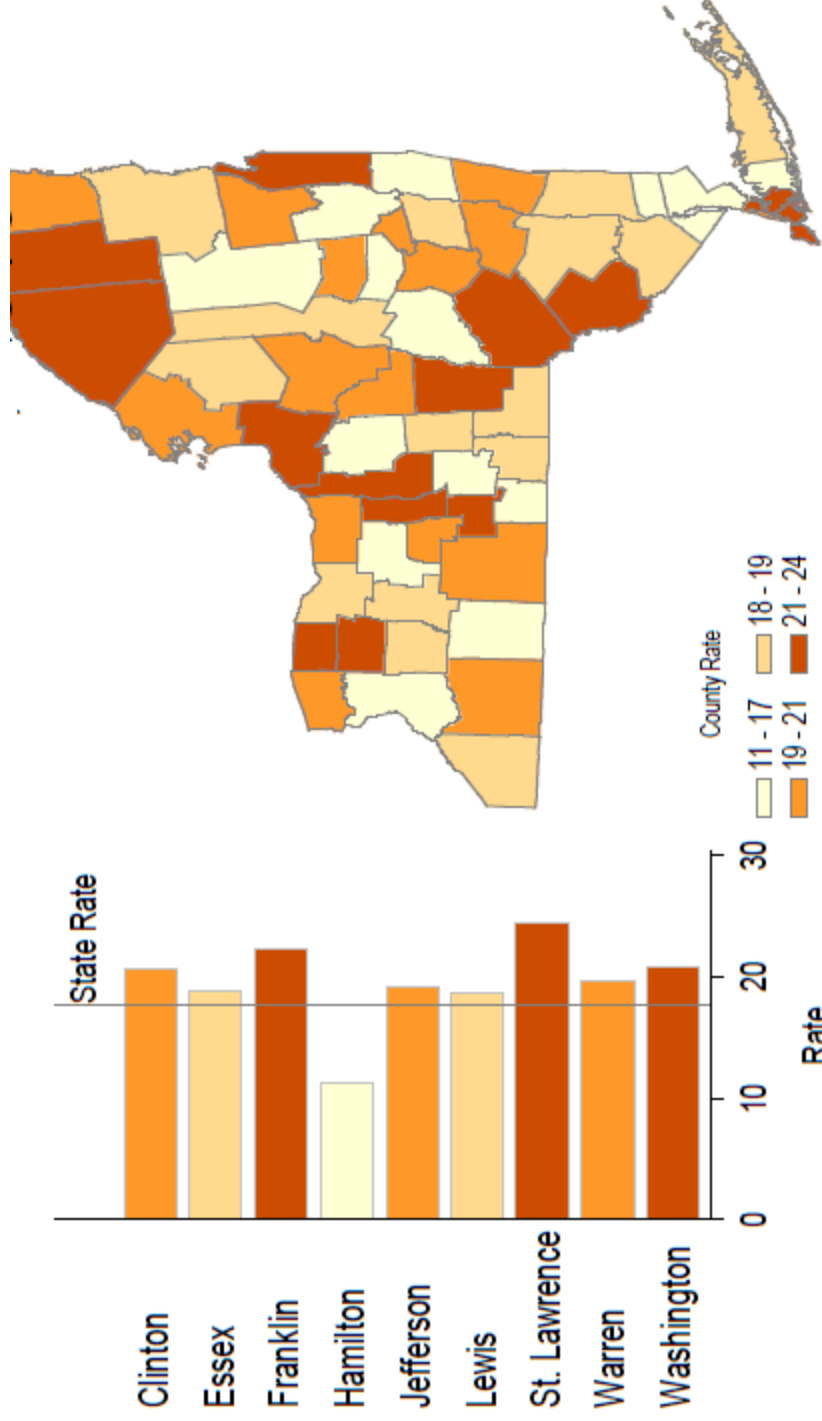 State Rate
Clinton
Essex
Franklin
Hamilton
Jefferson
Lewis
St. Lawrence
Warren
Washington
0 10 20 30
Rate
County Rate
11 - 17 18 - 19
19 - 21 21 - 24